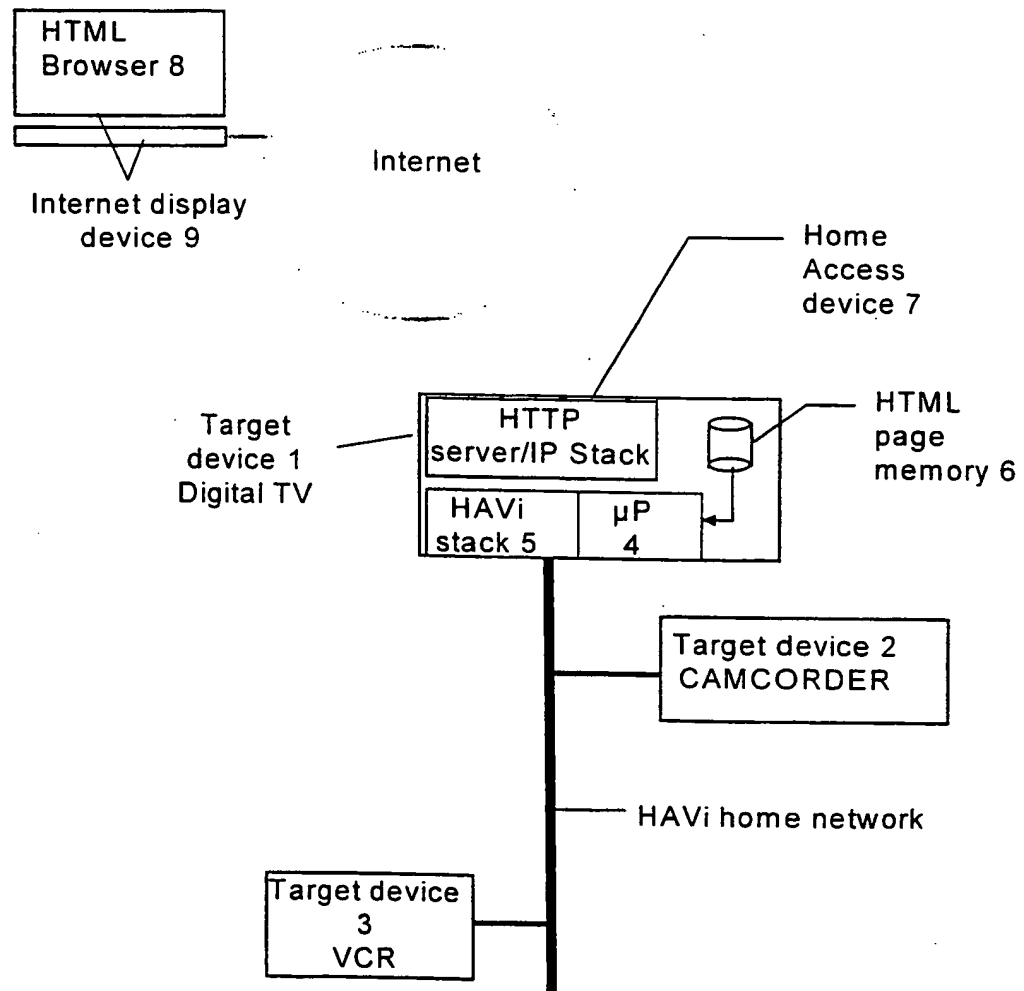 HTML
Browser 8
Internet
Internet display
device 9
Home
Access
device 7
Target
device 1
Digital TV
HTTP
server/IP Stack
HTML
page
memory 6
HAVi
stack 5
µP
4
Target device 2
CAMCORDER
HAVi home network
Target device
3
VCR